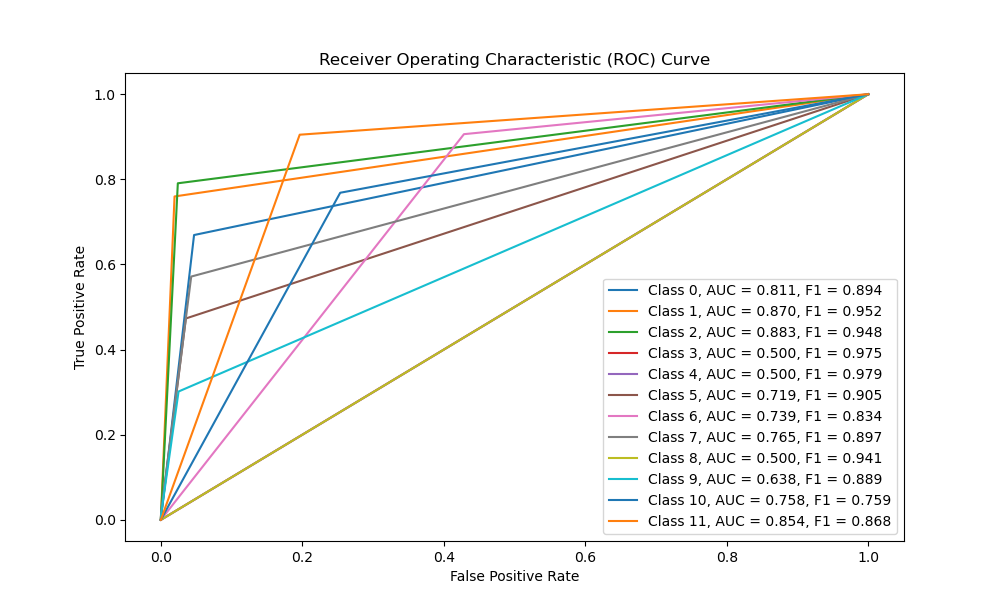 Receiver Operating Characteristic (ROC) Curve
1.0
0.8
0.6
0.4
0.2
0.0
True Positive Rate
Class 0, AUC = 0.811, F1 = 0.894
Class 1, AUC = 0.870, F1 = 0.952
Class 2, AUC = 0.883, F1 = 0.948
Class 3, AUC = 0.500, F1 = 0.975
Class 4, AUC = 0.500, F1 = 0.979
Class 5, AUC = 0.719, F1 = 0.905
Class 6, AUC = 0.739, F1 = 0.834
Class 7, AUC = 0.765, F1 = 0.897
Class 8, AUC = 0.500, F1 = 0.941
Class 9, AUC = 0.638, F1 = 0.889
Class 10, AUC = 0.758, F1 = 0.759
Class 11, AUC = 0.854, F1 = 0.868
0.0 0.2 0.4 0.6 0.8 1.0
False Positive Rate